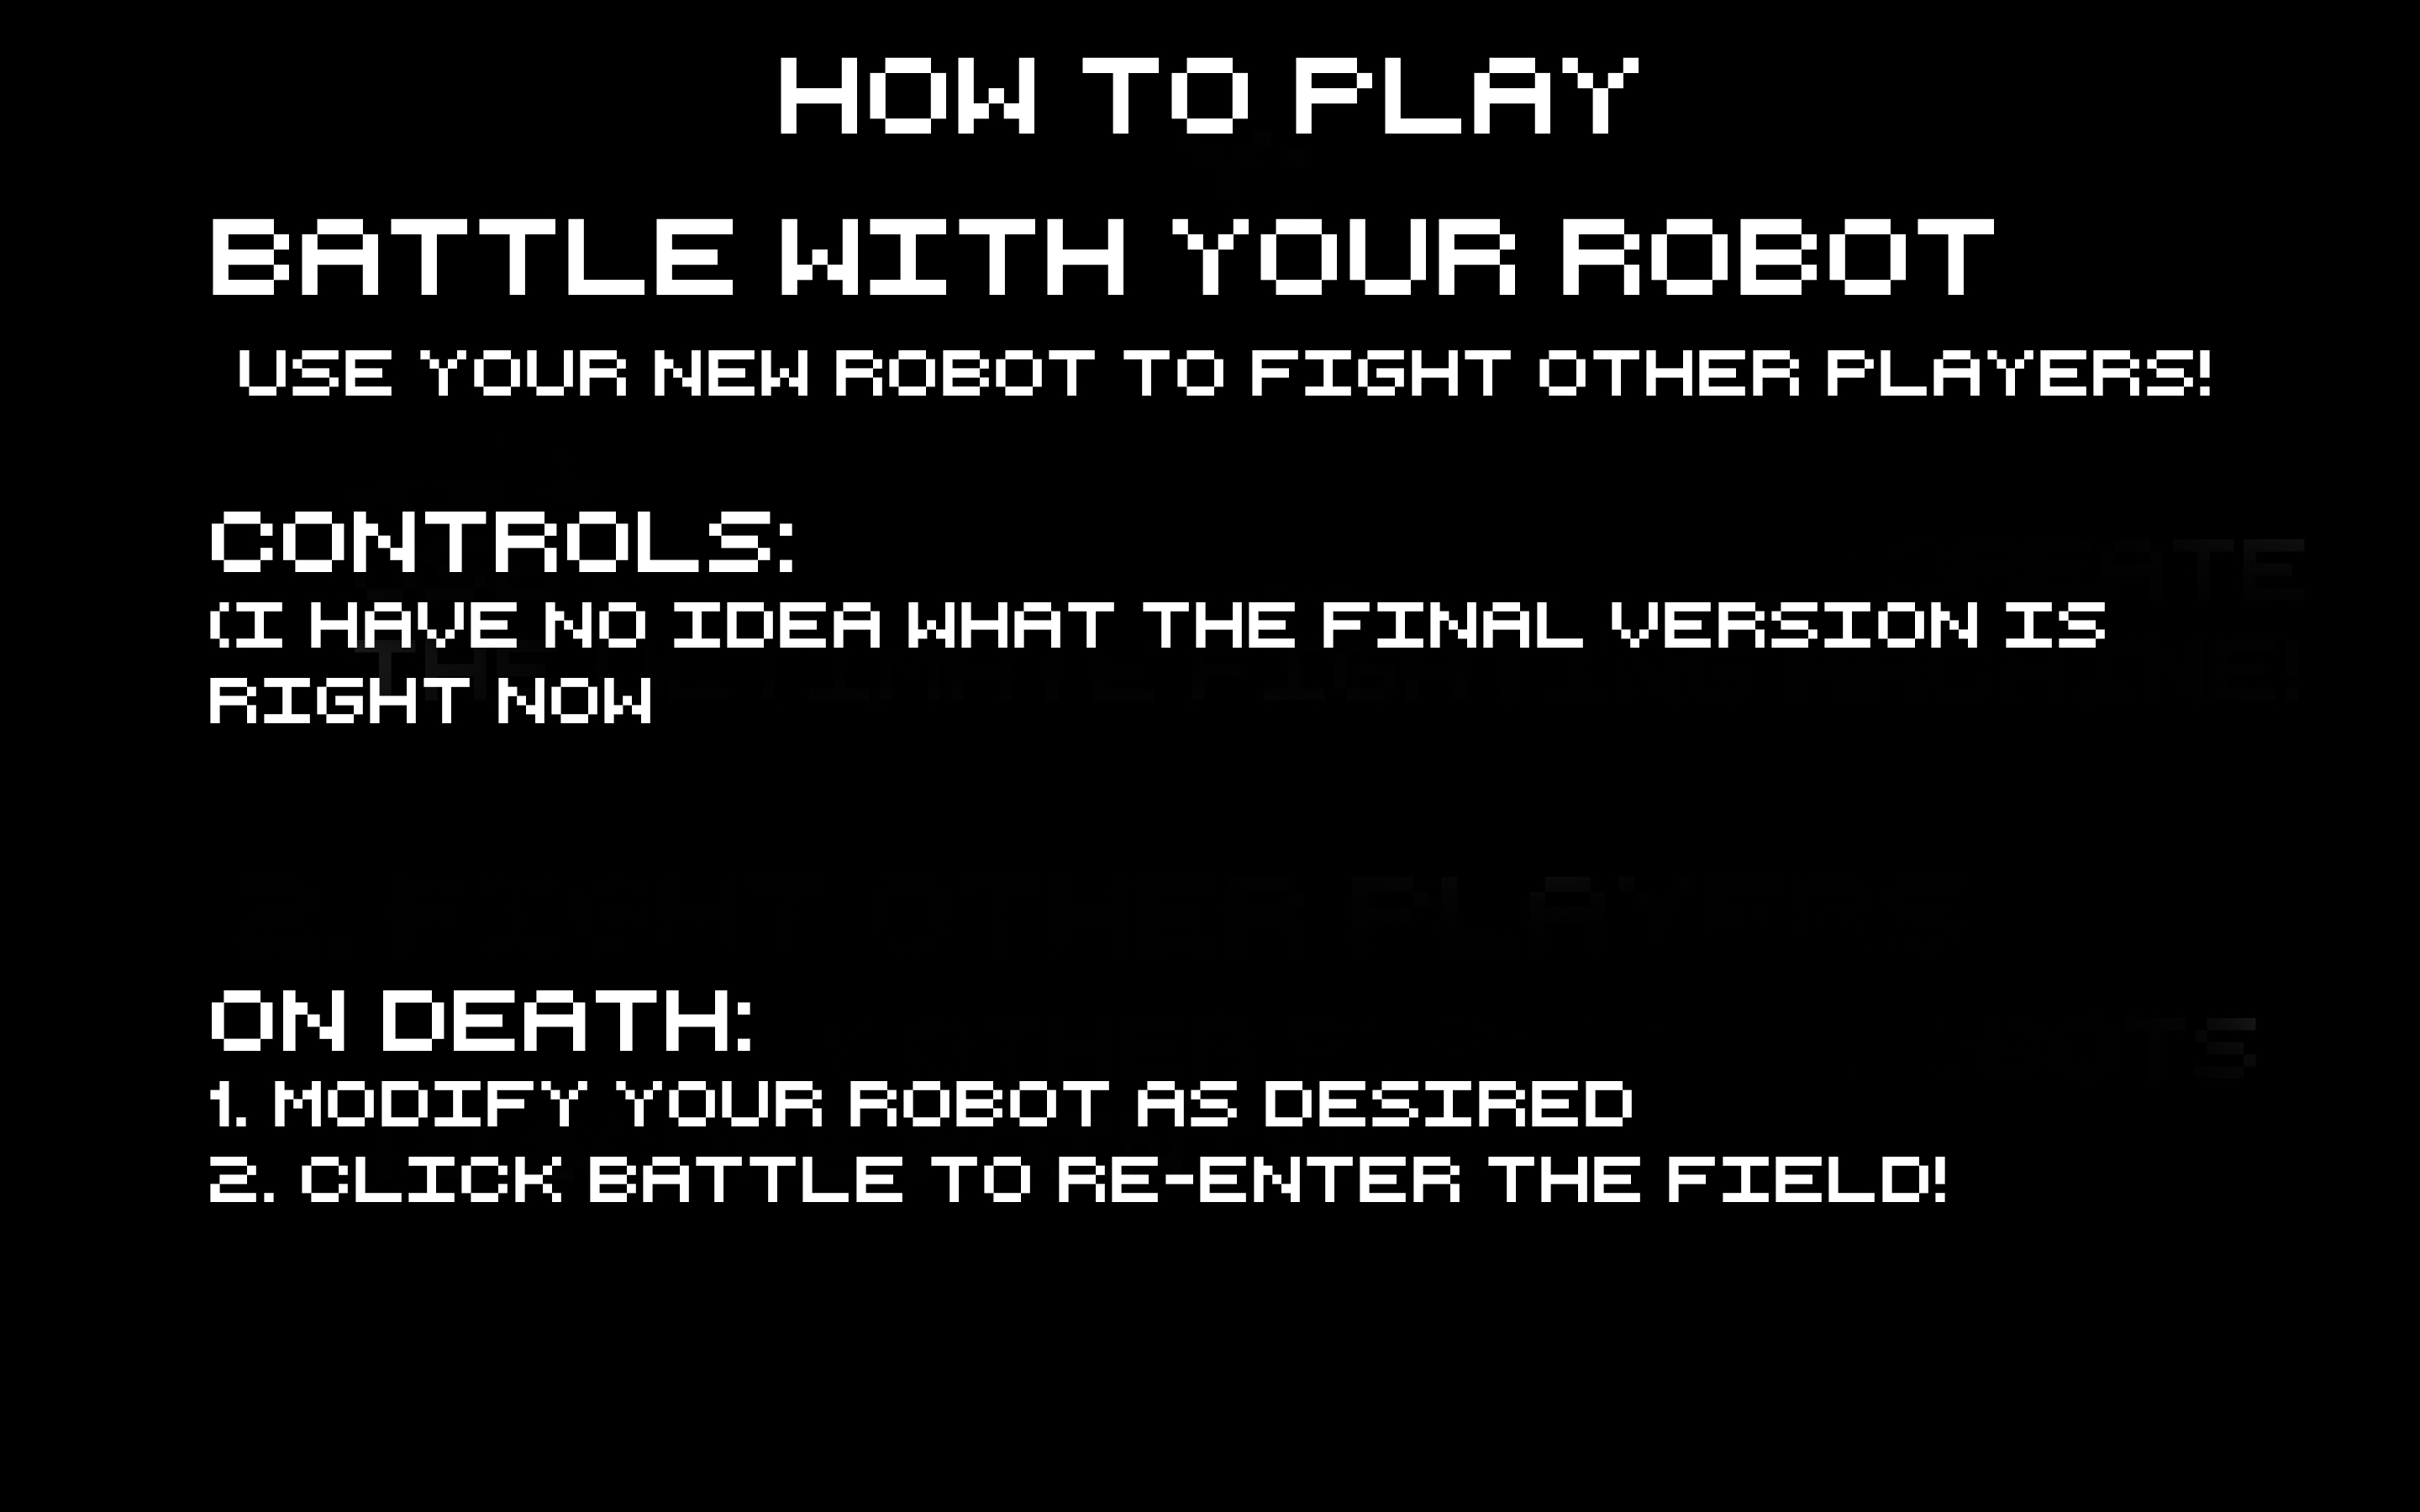 HOW TO PLAY
BATTLE WITH YOUR ROBOT
USE YOUR NEW ROBOT TO FIGHT OTHER PLAYERS!
CONTROLS:
(I HAVE NO IDEA WHAT THE FINAL VERSION IS
RIGHT NOW
ON DEATH:
1. MODIFY YOUR ROBOT AS DESIRED
2. CLICK BATTLE TO RE-ENTER THE FIELD!